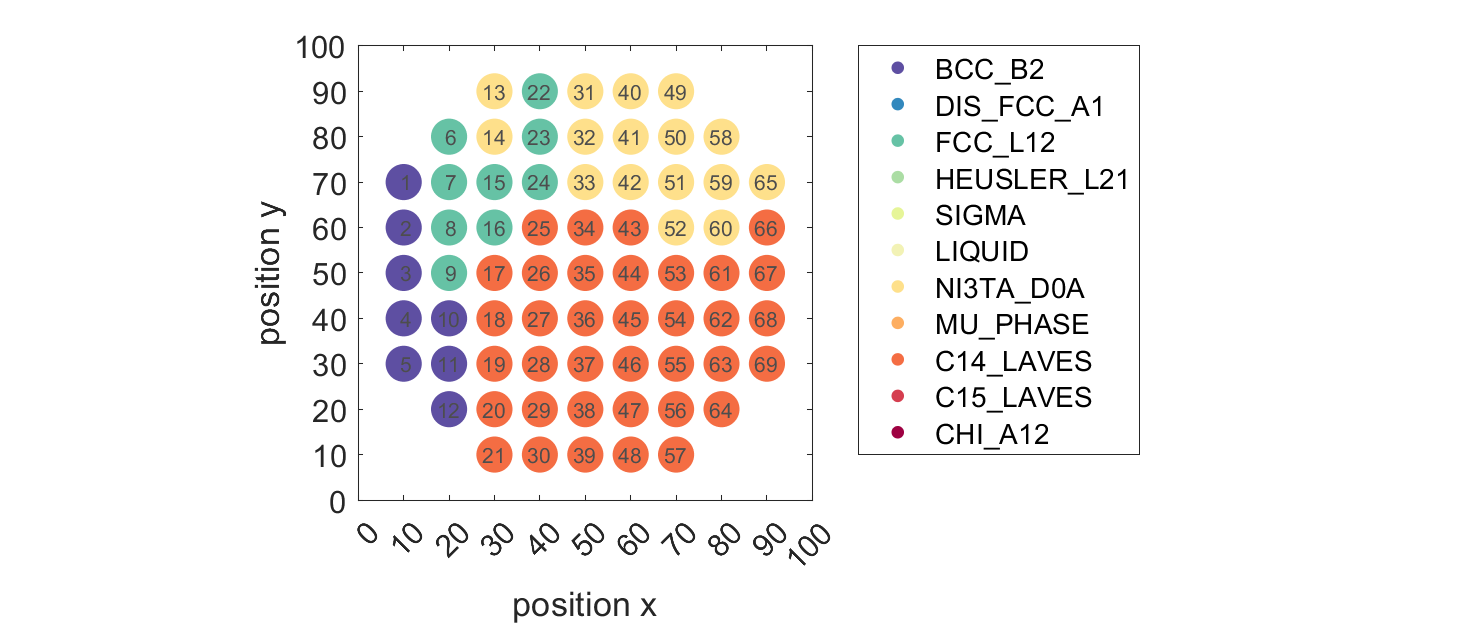 100
90 13 22 31 40 49
80 6 14 23 32 41 50 58
70 1 7 15 24 33 42 51 59 65
60 2 8 16 25 34 43 52 60 66
50 3 9 17 26 35 44 53 61 67
40 4 10 18 27 36 45 54 62 68
30 5 11 19 28 37 46 55 63 69
20 12 20 29 38 47 56 64
10 21 30 39 48 57
0
0 10 20 30 40 50 60 70 80 90 100
position x
position y
BCC_B2
DIS_FCC_A1
FCC_L12
HEUSLER_L21
SIGMA
LIQUID
NI3TA_D0A
MU_PHASE
C14_LAVES
C15_LAVES
CHI_A12